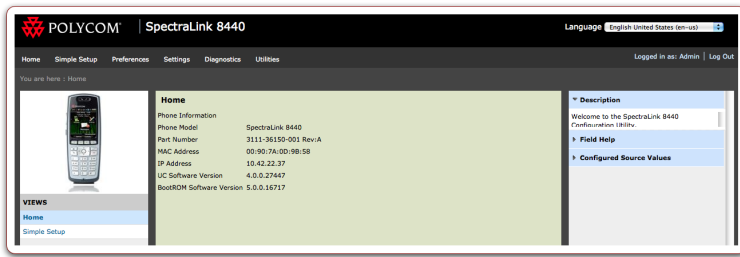 POLYCOM® | SpectraLink 8440
Language English United States (en-us)
Home Simple Setup Preferences Settings Diagnostics Utilities
Logged in as: Admin | Log Out
You are here : Home
Home
Phone Information
Phone Model SpectraLink 8440
Part Number 3111-36150-001 Rev:A
MAC Address 00:90:7A:0D:9B:58
IP Address 10.42.22.37
UC Software Version 4.0.0.27447
BootROM Software Version 5.0.0.16717
VIEWS
Home
Simple Setup
Description
Welcome to the SpectraLink 8440
Configuration Utility.
Field Help
Configured Source Values